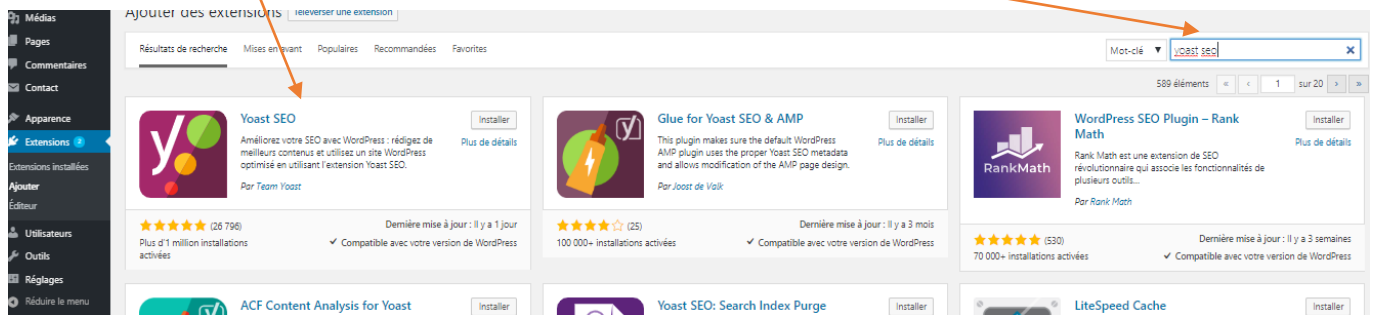 Médias
Pages
Commentaires
Contact
Apparence
Extensions 2
Extensions installées
Ajouter
Éditeur
Utilisateurs
Outils
Réglages
Réduire le menu
Ajouter des extensions Téléverser une extension
Résultats de recherche Mises en avant Populaires Recommandées Favorites
Mot-clé yoast seo
589 éléments « ‹ 1 sur 20 › »
Yoast SEO
Installer
Plus de détails
Améliorez votre SEO avec WordPress : rédigez de
meilleurs contenus et utilisez un site WordPress
optimisé en utilisant l'extension Yoast SEO.
Par Team Yoast
(26 796)
Plus d'1 million installations
activées
Dernière mise à jour : Il y a 1 jour
Compatible avec votre version de WordPress
Glue for Yoast SEO & AMP
Installer
Plus de détails
This plugin makes sure the default WordPress
AMP plugin uses the proper Yoast SEO metadata
and allows modification of the AMP page design.
Par Joost de Valk
(25)
100 000+ installations activées
Dernière mise à jour : Il y a 3 mois
Compatible avec votre version de WordPress
RankMath
WordPress SEO Plugin – Rank
Math
Installer
Plus de détails
Rank Math est une extension de SEO
révolutionnaire qui associe les fonctionnalités de
plusieurs outils...
Par Rank Math
(530)
70 000+ installations activées
Dernière mise à jour : Il y a 3 semaines
Compatible avec votre version de WordPress
ACF Content Analysis for Yoast
Installer
Yoast SEO: Search Index Purge
Installer
LiteSpeed Cache
Installer